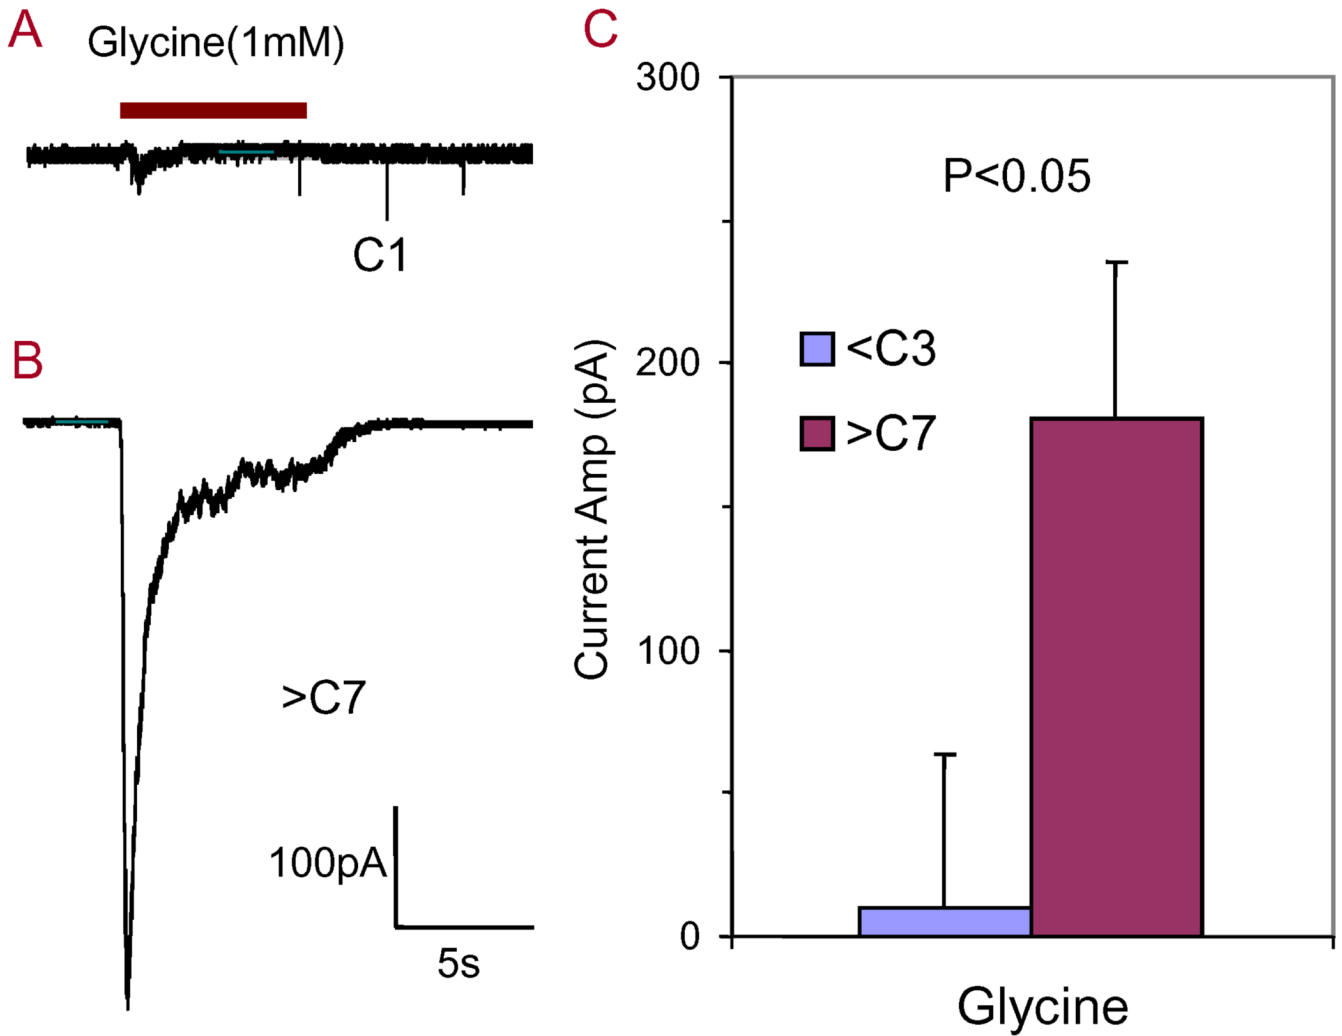 A
Glycine(1mM)
C1
B
>C7
100pA
5s
C
300
200
100
0
Current Amp (pA)
P<0.05
<C3
>C7
Glycine